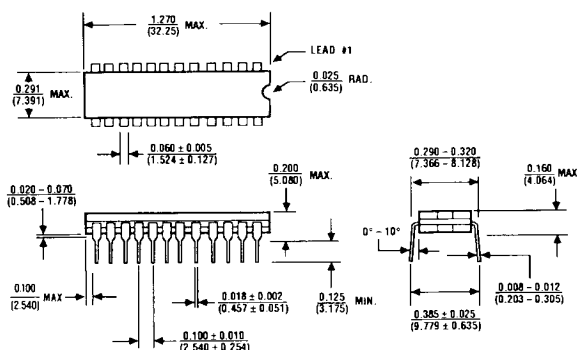 1.270
(32.25) MAX.
LEAD #1
0.291
(7.391) MAX.
0.025
(0.635) RAD.
0.060 ± 0.005
(1.524 ± 0.127)
0.200
(5.080) MAX.
0.290 – 0.320
(7.366 – 8.128)
0.160
(4.064) MAX
0.020 – 0.070
(0.508 – 1.778)
0° – 10°
0.100
(2.540) MAX
0.018 ± 0.002
(0.457 ± 0.051)
0.125
(3.175) MIN.
0.008 – 0.012
(0.203 – 0.305)
0.100 ± 0.010
(2.540 ± 0.254)
0.385 ± 0.025
(9.779 ± 0.635)